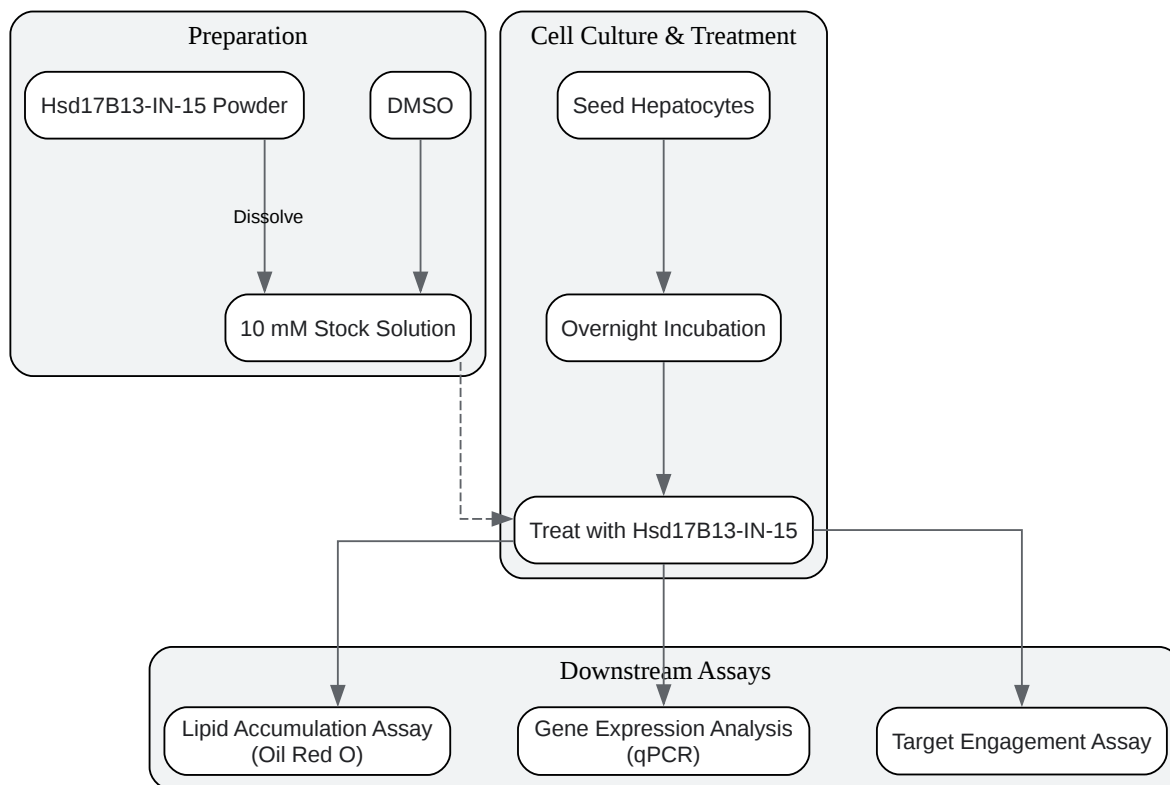 Preparation
Hsd17B13-IN-15 Powder
DMSO
Dissolve
10 mM Stock Solution
Cell Culture & Treatment
Seed Hepatocytes
Overnight Incubation
Treat with Hsd17B13-IN-15
Downstream Assays
Lipid Accumulation Assay
(Oil Red O)
Gene Expression Analysis
(qPCR)
Target Engagement Assay